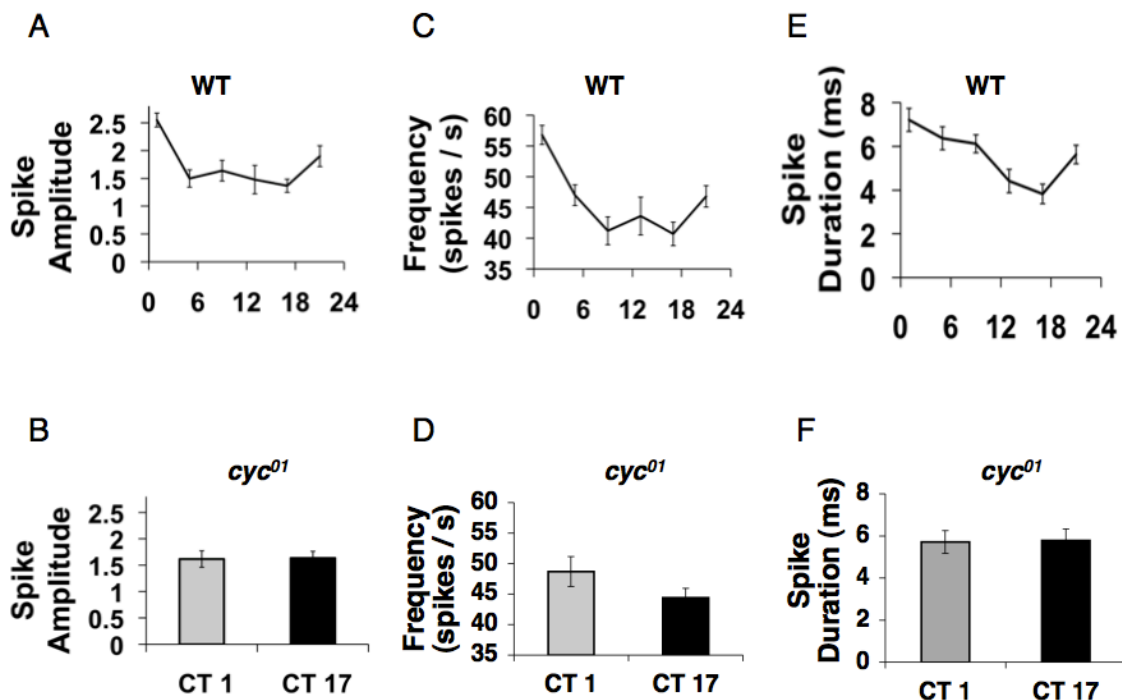 A
WT
Spike
Amplitude
2.5
2
1.5
1
0.5
0
0 6 12 18 24
C
WT
Frequency
(spikes / s)
60
55
50
45
40
35
0 6 12 18 24
E
WT
Spike
Duration (ms)
8
6
4
2
0
0 6 12 18 24
B
cyc⁰¹
Spike
Amplitude
2.5
2
1.5
1
0.5
0
CT 1 CT 17
D
cyc⁰¹
Frequency
(spikes / s)
60
55
50
45
40
35
CT 1 CT 17
F
cyc⁰¹
Spike
Duration (ms)
8
6
4
2
0
CT 1 CT 17